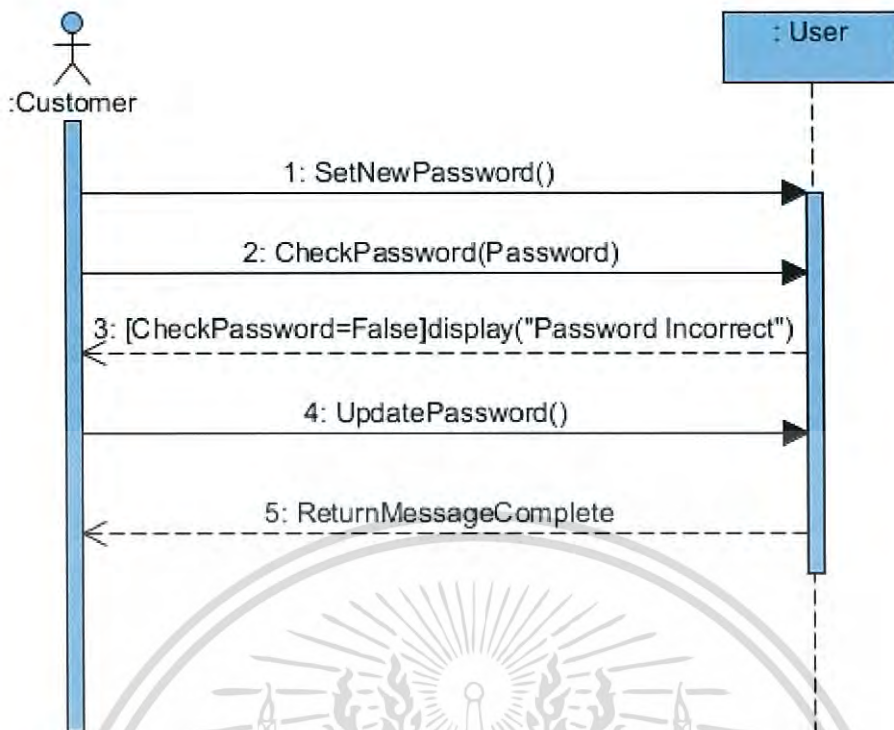 : User
:Customer
1: SetNewPassword()
2: CheckPassword(Password)
3: [CheckPassword=False]display("Password Incorrect")
4: UpdatePassword()
5: ReturnMessageComplete